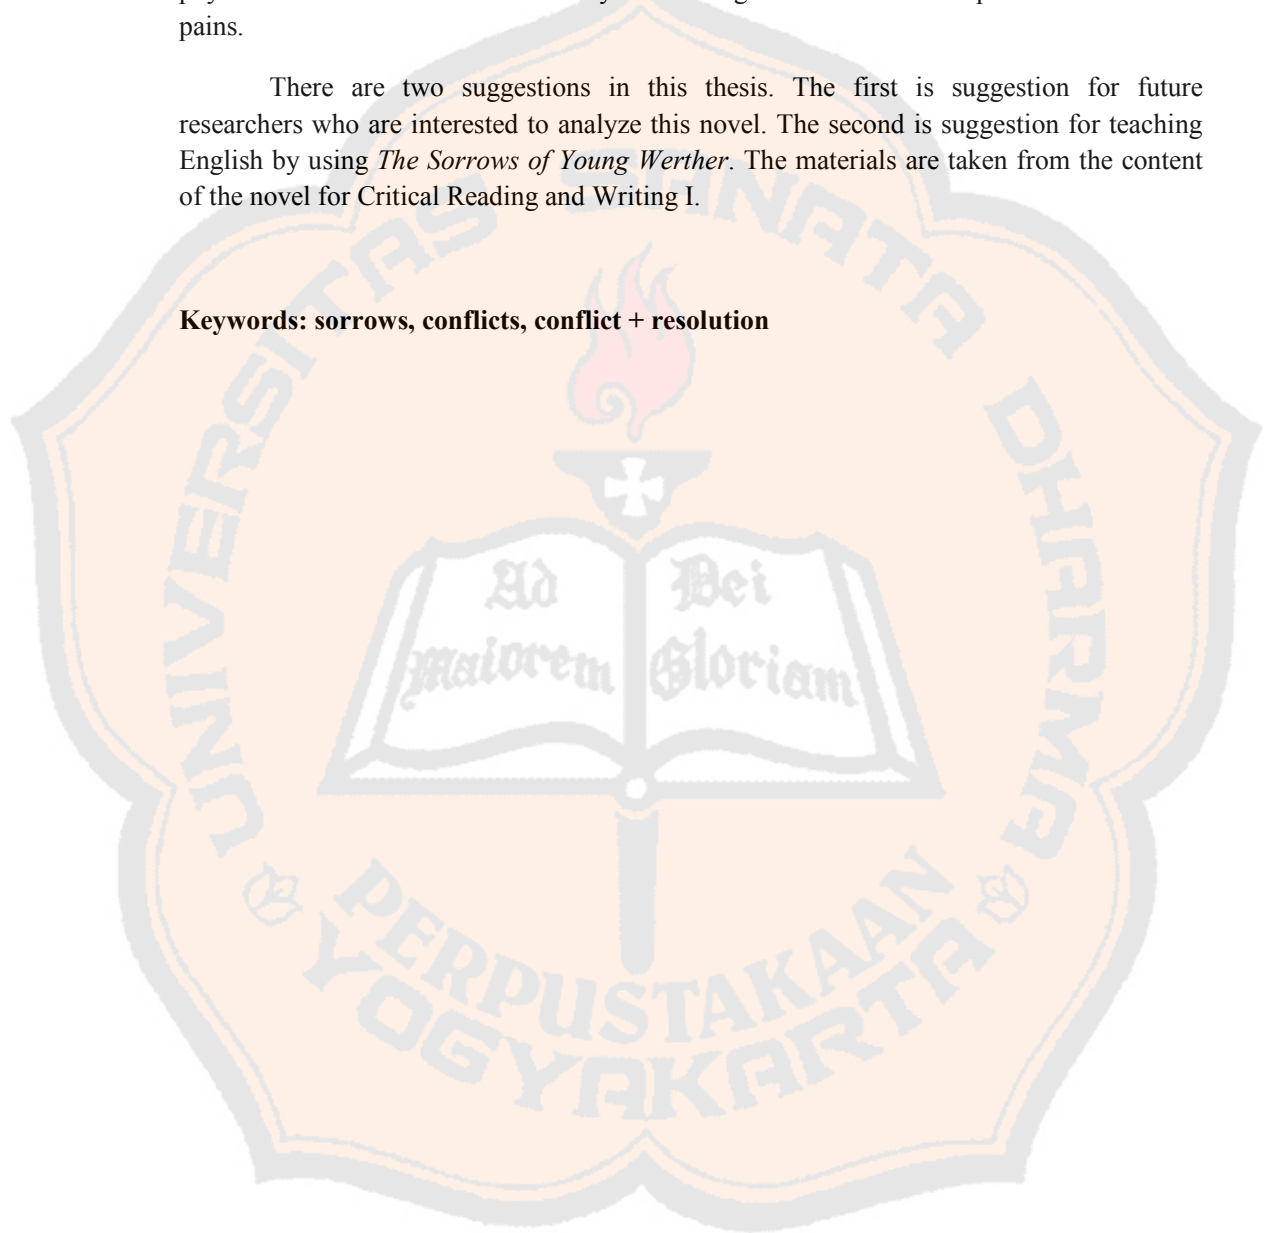 pains.
There are two suggestions in this thesis. The first is suggestion for future
researchers who are interested to analyze this novel. The second is suggestion for teaching
English by using The Sorrows of Young Werther. The materials are taken from the content
of the novel for Critical Reading and Writing I.
Keywords: sorrows, conflicts, conflict + resolution
UNIVERSITAS SANATA DHARMA
Ad Dei
maiorem Gloriam
PERPUSTAKAAN
YOGYAKARTA